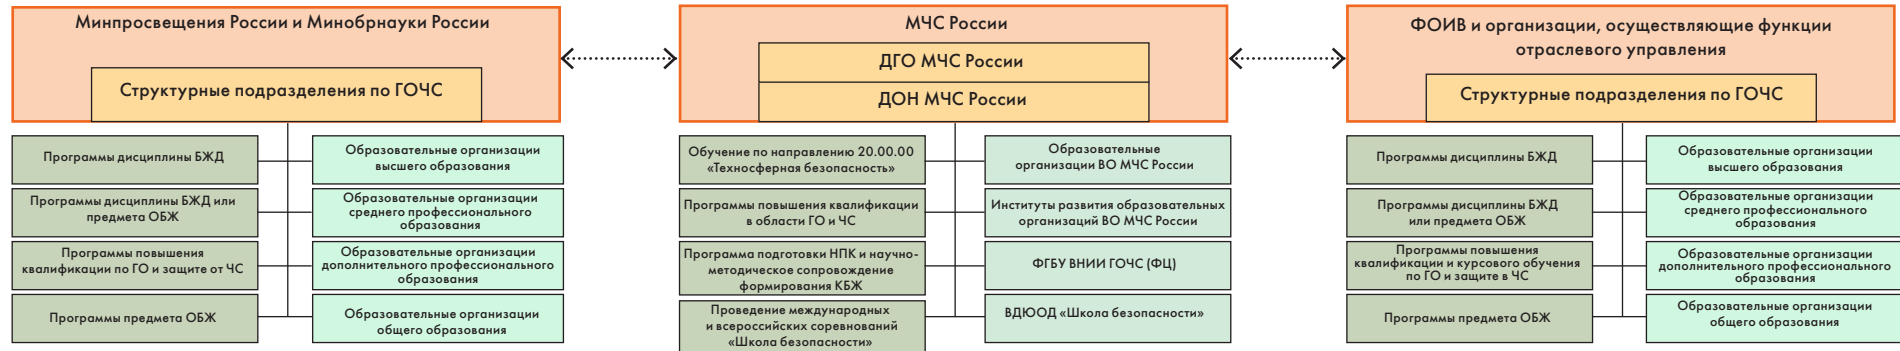 Минпросвещения России и Минобрнауки России
Структурные подразделения по ГОЧС
Программы дисциплины БЖД
Образовательные организации
высшего образования
Программы дисциплины БЖД или
предмета ОБЖ
Образовательные организации
среднего профессионального
образования
Программы повышения
квалификации по ГО и защите от ЧС
Образовательные организации
дополнительного профессионального
образования
Программы предмета ОБЖ
Образовательные организации
общего образования
МЧС России
ДГО МЧС России
ДОН МЧС России
Обучение по направлению 20.00.00
«Техносферная безопасность»
Образовательные
организации ВО МЧС России
Программы повышения квалификации
в области ГО и ЧС
Институты развития образовательных
организаций ВО МЧС России
Программа подготовки НПК и научно-
методическое сопровождение
формирования КБЖ
ФГБУ ВНИИ ГОЧС (ФЦ)
Проведение международных
и всероссийских соревнований
«Школа безопасности»
ВДЮОД «Школа безопасности»
ФОИВ и организации, осуществляющие функции
отраслевого управления
Структурные подразделения по ГОЧС
Программы дисциплины БЖД
Образовательные организации
высшего образования
Программы дисциплины БЖД
или предмета ОБЖ
Образовательные организации
среднего профессионального
образования
Программы повышения
квалификации и курсового обучения
по ГО и защите в ЧС
Образовательные организации
дополнительного профессионального
образования
Программы предмета ОБЖ
Образовательные организации
общего образования